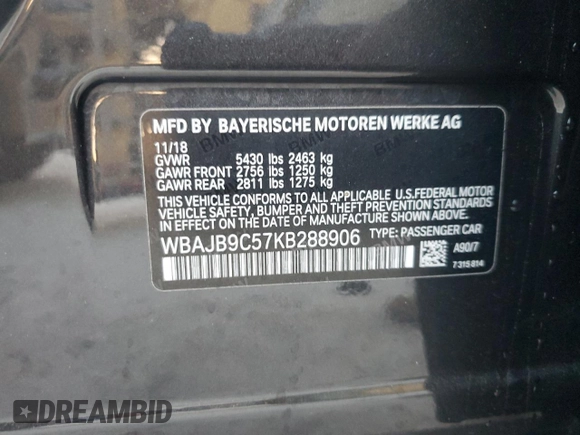 MFD BY BAYERISCHE MOTOREN WERKE AG
11/18
GVWR 5430 lbs 2463 kg
GAWR FRONT 2756 lbs 1250 kg
GAWR REAR 2811 lbs 1275 kg
THIS VEHICLE CONFORMS TO ALL APPLICABLE U.S. FEDERAL MOTOR
VEHICLE SAFETY, BUMPER AND THEFT PREVENTION STANDARDS
IN EFFECT ON THE DATE OF MANUFACTURE SHOWN ABOVE.
WBAJB9C57KB288906 TYPE: PASSENGER CAR
A90/7
7315814
DREAMBID